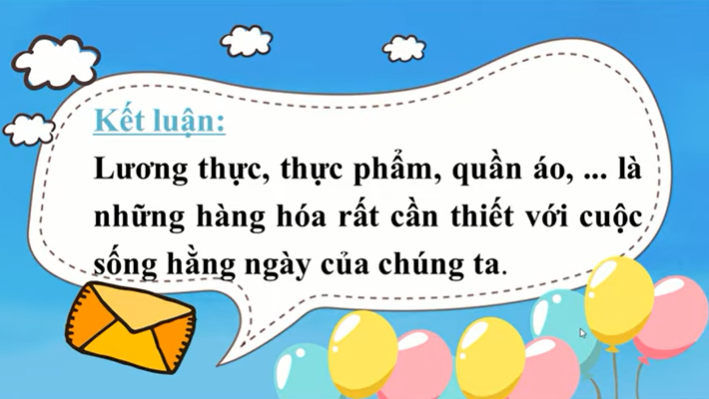 Kết luận:
Lương thực, thực phẩm, quần áo, ... là
những hàng hóa rất cần thiết với cuộc
sống hằng ngày của chúng ta.